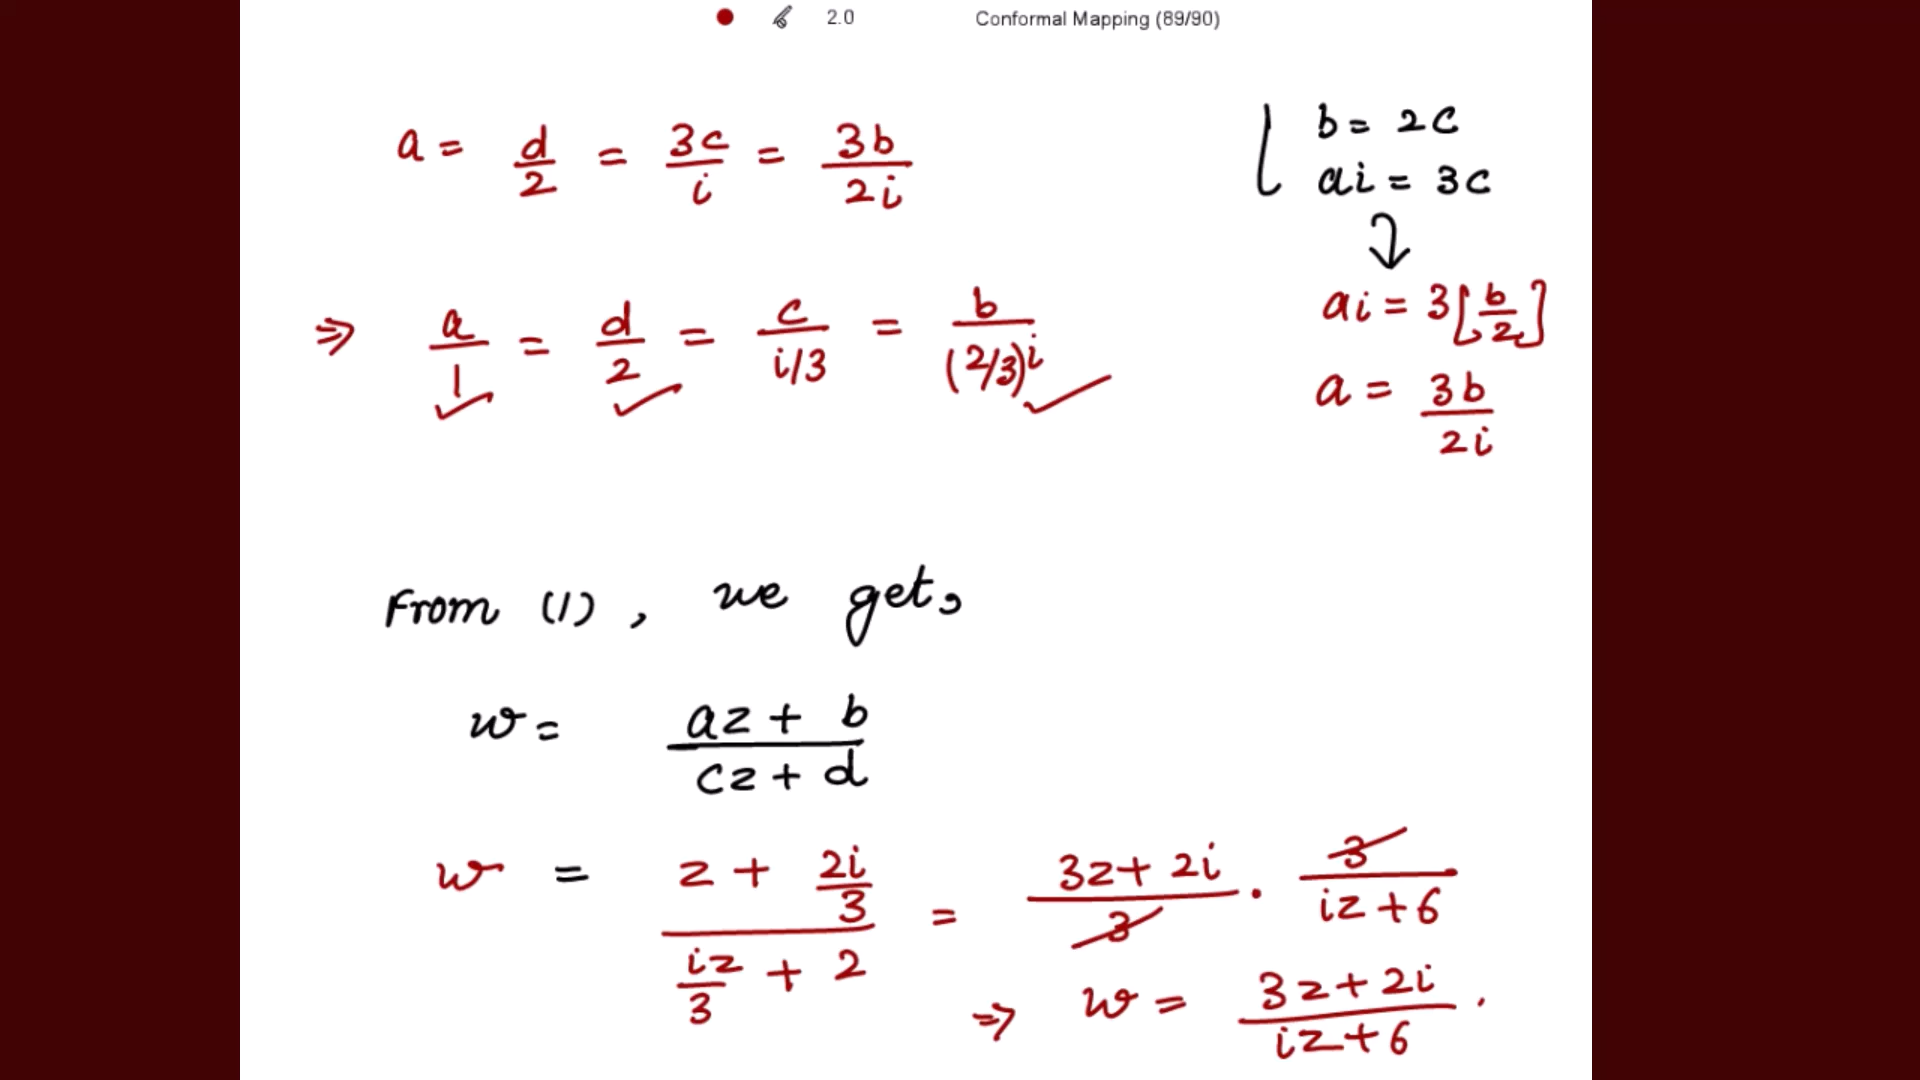 2.0 Conformal Mapping (89/90)
a = d/2 = 3c/i = 3b/2i
b = 2c
ai = 3c
ai = 3[b/2]
a = 3b/2i
⇒ a/1 = d/2 = c/(i/3) = b/(2/3)i
From (1), we get,
w = (az + b)/(cz + d)
w = (z + 2i/3)/(iz/3 + 2) = (3z + 2i)/3 · 3/(iz + 6)
⇒ w = (3z + 2i)/(iz + 6).